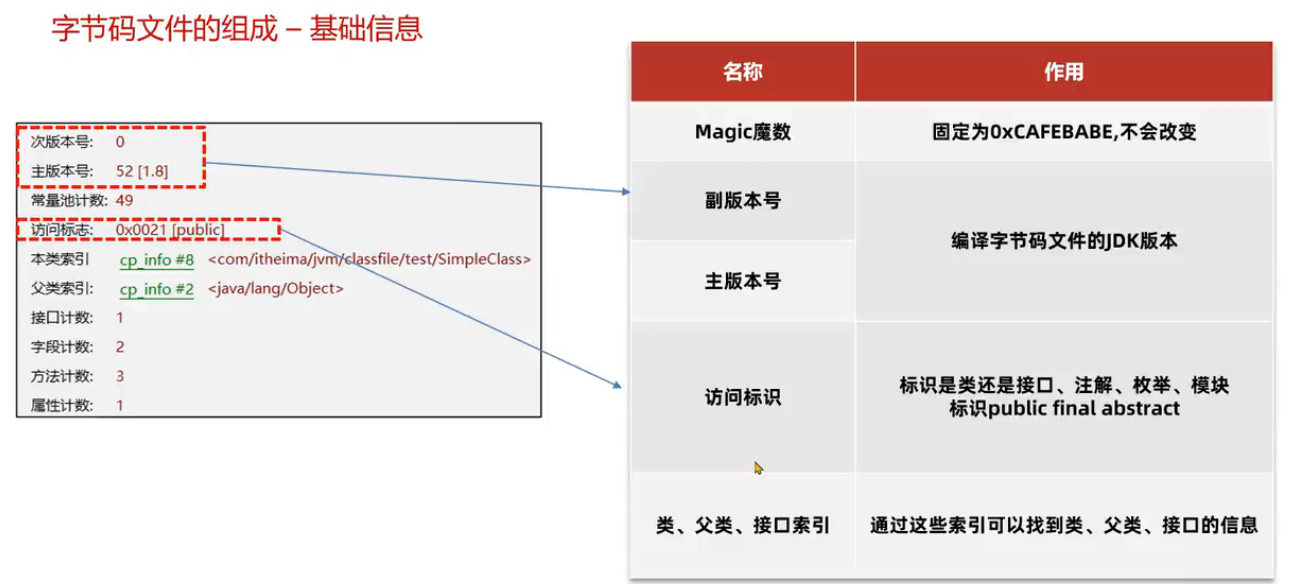 字节码文件的组成 – 基础信息
次版本号: 0
主版本号: 52 [1.8]
常量池计数: 49
访问标志: 0x0021 [public]
本类索引 cp_info #8 <com/itheima/jvm/classfile/test/SimpleClass>
父类索引: cp_info #2 <java/lang/Object>
接口计数: 1
字段计数: 2
方法计数: 3
属性计数: 1
名称 作用
Magic魔数 固定为0xCAFEBABE,不会改变
副版本号
编译字节码文件的JDK版本
主版本号
访问标识 标识是类还是接口、注解、枚举、模块
标识public final abstract
类、父类、接口索引 通过这些索引可以找到类、父类、接口的信息